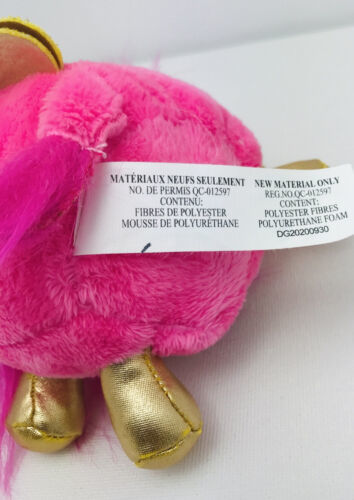 MATÉRIAUX NEUFS SEULEMENT
NO. DE PERMIS QC-012597
CONTENÚ:
FIBRES DE POLYESTER
MOUSSE DE POLYURÉTHANE
NEW MATERIAL ONLY
REG.NO.QC-012597
CONTENT:
POLYESTER FIBRES
POLYURETHANE FOAM
DG20200930